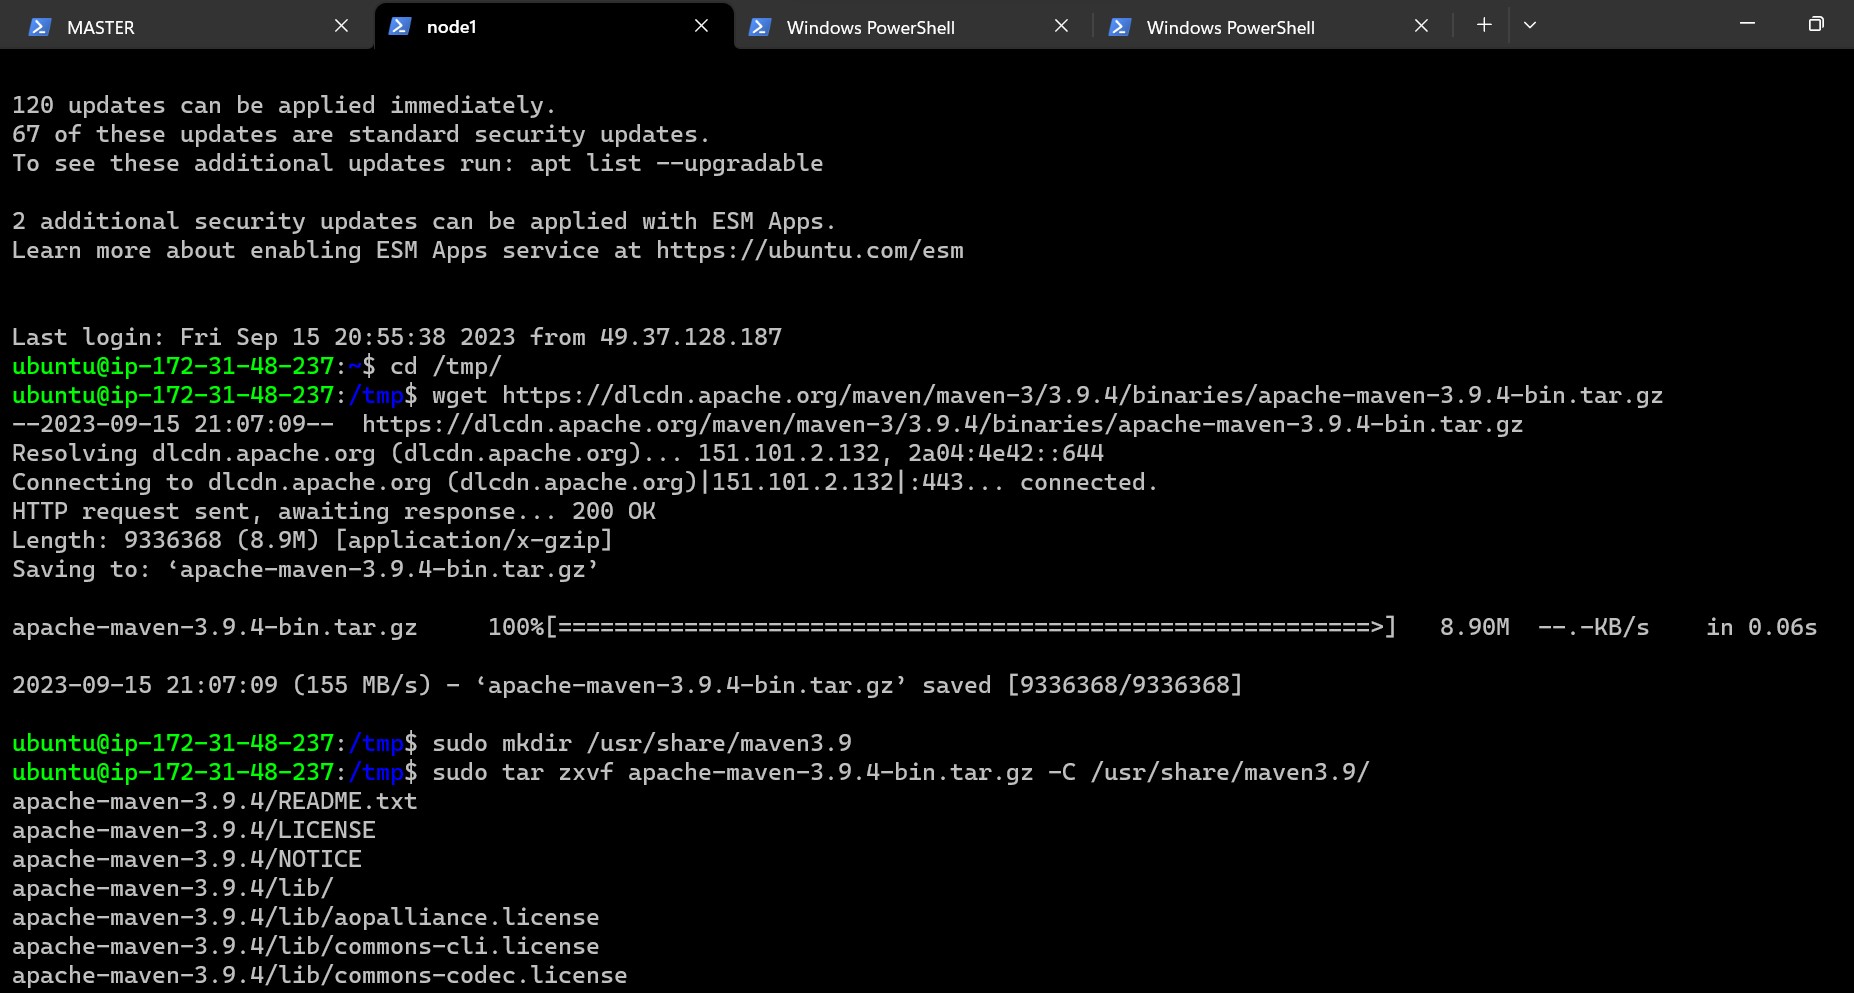 MASTER
node1
Windows PowerShell
Windows PowerShell
120 updates can be applied immediately.
67 of these updates are standard security updates.
To see these additional updates run: apt list --upgradable
2 additional security updates can be applied with ESM Apps.
Learn more about enabling ESM Apps service at https://ubuntu.com/esm
Last login: Fri Sep 15 20:55:38 2023 from 49.37.128.187
ubuntu@ip-172-31-48-237:~$ cd /tmp/
ubuntu@ip-172-31-48-237:/tmp$ wget https://dlcdn.apache.org/maven/maven-3/3.9.4/binaries/apache-maven-3.9.4-bin.tar.gz
--2023-09-15 21:07:09--  https://dlcdn.apache.org/maven/maven-3/3.9.4/binaries/apache-maven-3.9.4-bin.tar.gz
Resolving dlcdn.apache.org (dlcdn.apache.org)... 151.101.2.132, 2a04:4e42::644
Connecting to dlcdn.apache.org (dlcdn.apache.org)|151.101.2.132|:443... connected.
HTTP request sent, awaiting response... 200 OK
Length: 9336368 (8.9M) [application/x-gzip]
Saving to: ‘apache-maven-3.9.4-bin.tar.gz’
apache-maven-3.9.4-bin.tar.gz     100%[==========================================================>]   8.90M  --.-KB/s    in 0.06s
2023-09-15 21:07:09 (155 MB/s) - ‘apache-maven-3.9.4-bin.tar.gz’ saved [9336368/9336368]
ubuntu@ip-172-31-48-237:/tmp$ sudo mkdir /usr/share/maven3.9
ubuntu@ip-172-31-48-237:/tmp$ sudo tar zxvf apache-maven-3.9.4-bin.tar.gz -C /usr/share/maven3.9/
apache-maven-3.9.4/README.txt
apache-maven-3.9.4/LICENSE
apache-maven-3.9.4/NOTICE
apache-maven-3.9.4/lib/
apache-maven-3.9.4/lib/aopalliance.license
apache-maven-3.9.4/lib/commons-cli.license
apache-maven-3.9.4/lib/commons-codec.license